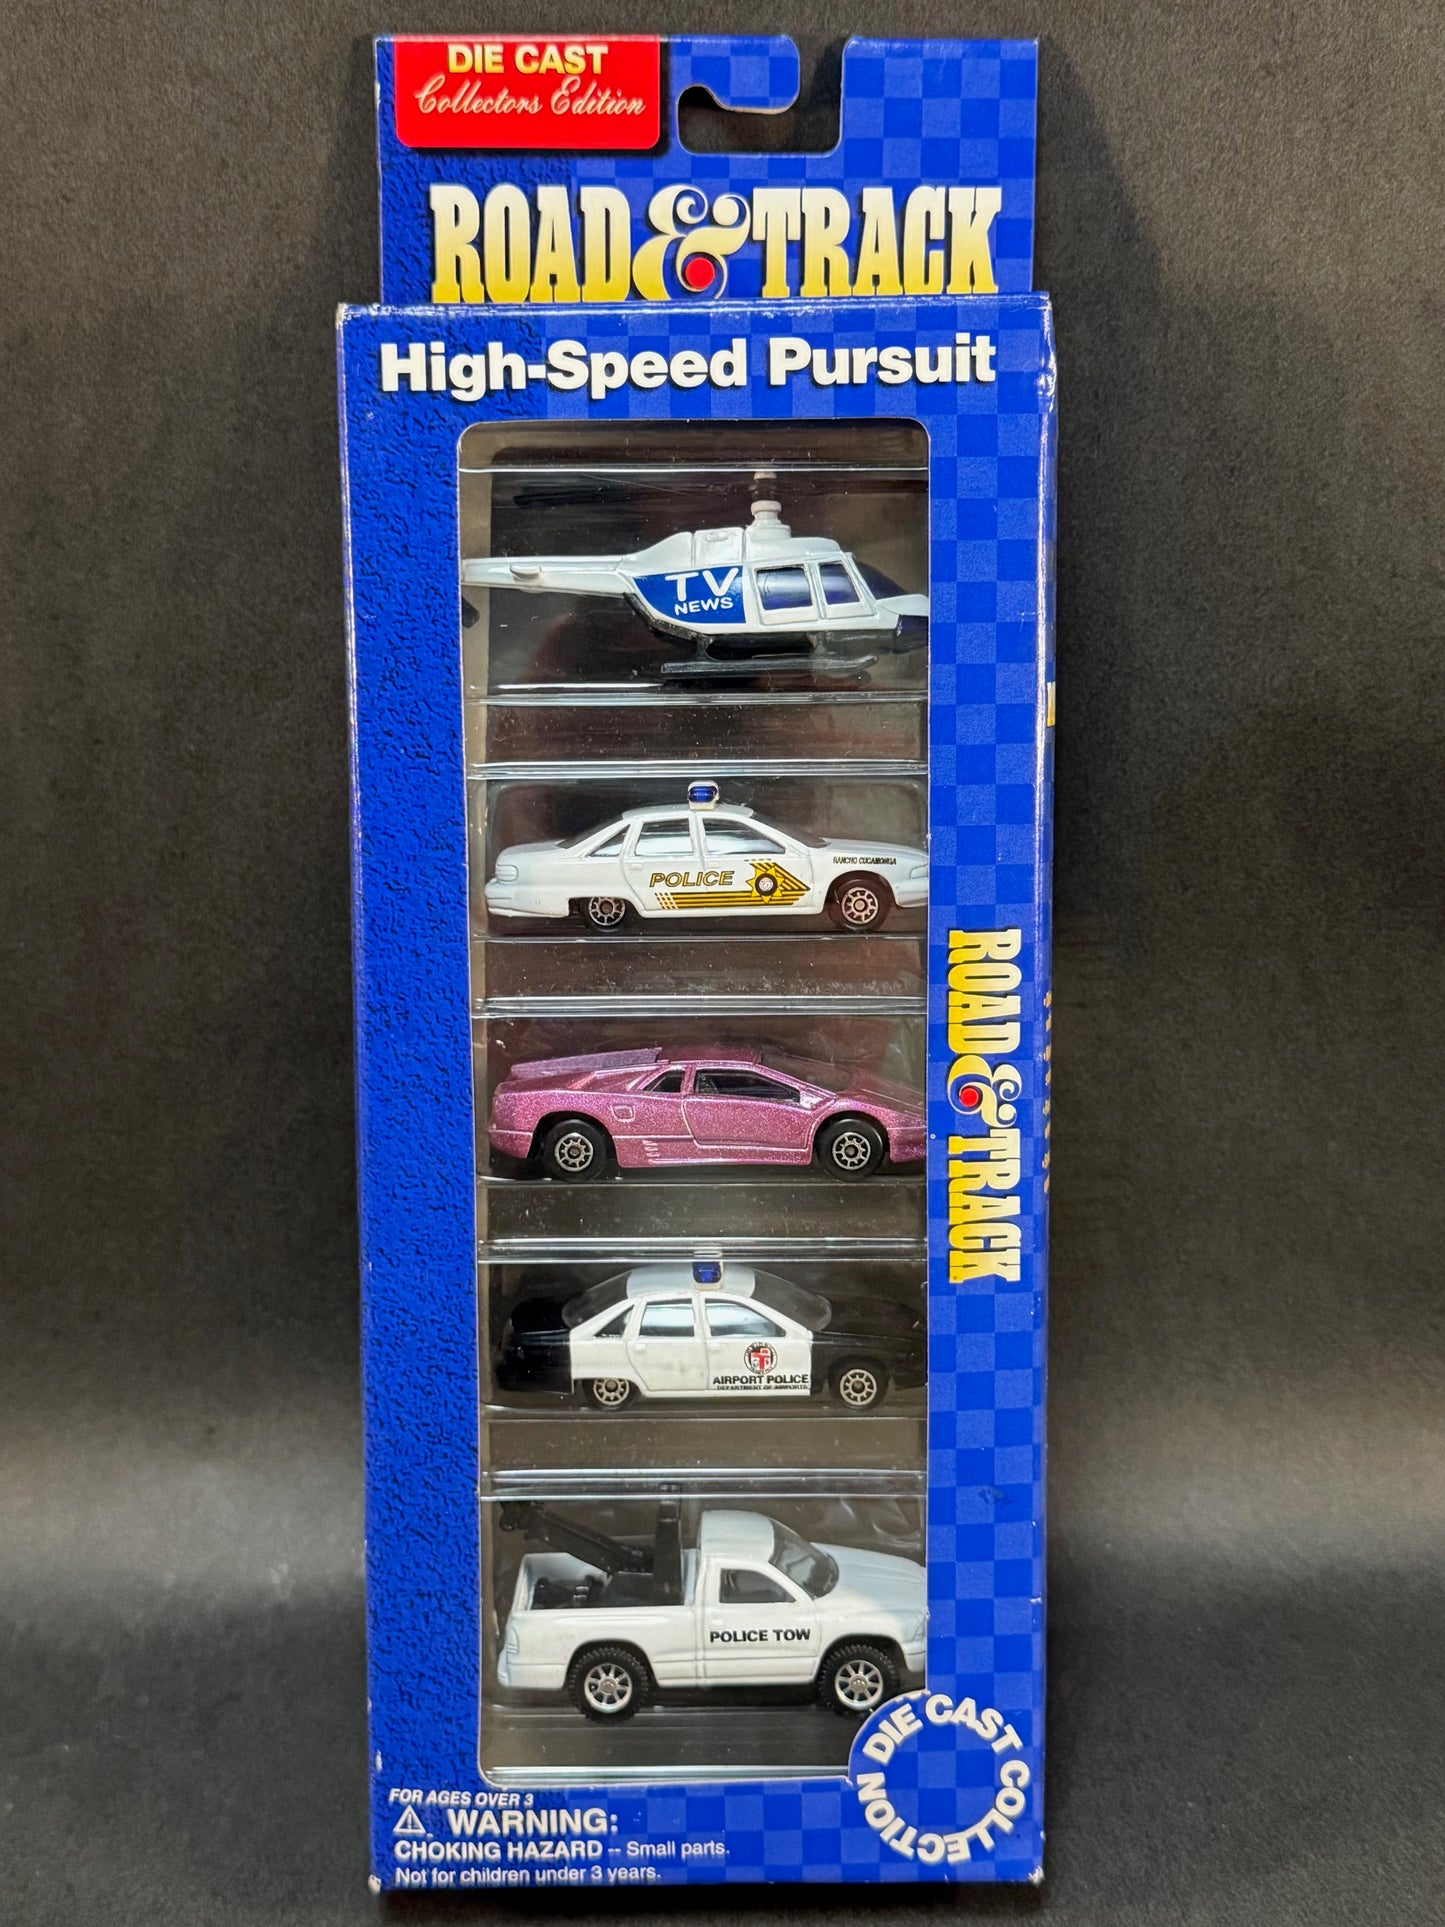 DIE CAST
Collectors Edition
ROAD & TRACK
High-Speed Pursuit
TV
NEWS
POLICE
RANCHO CUCAMONGA
ROAD & TRACK
AIRPORT POLICE
DEPARTMENT OF AIRPORTS
POLICE TOW
DIE CAST COLLECTION
FOR AGES OVER 3
WARNING:
CHOKING HAZARD -- Small parts.
Not for children under 3 years.